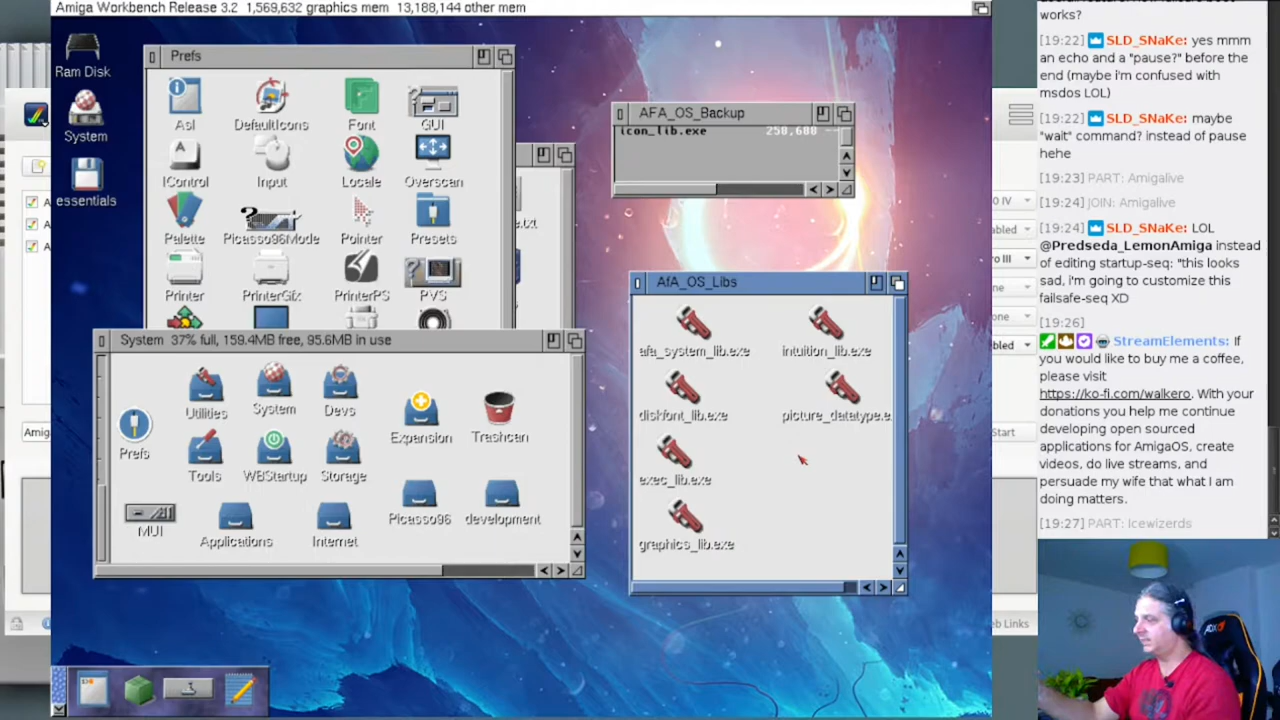 Amiga Workbench Release 3.2 1,569,632 graphics mem 13,188,144 other mem
Ram Disk
System
essentials
Prefs
Asl
DefaultIcons
Font
GUI
IControl
Input
Locale
Overscan
Palette
Picasso96Mode
Pointer
Presets
Printer
PrinterGfx
PrinterPS
PVS
.txt
System 37% full, 159.4MB free, 95.6MB in use
Prefs
Utilities
System
Devs
Expansion
Trashcan
Tools
WBStartup
Storage
MUI
Applications
Internet
Picasso96
development
AFA_OS_Backup
icon_lib.exe 250,680 --
AfA_OS_Libs
afa_system_lib.exe
intuition_lib.exe
diskfont_lib.exe
picture_datatype.e
exec_lib.exe
graphics_lib.exe
Amig
Start
eb Links
works?
[19:22] SLD_SNaKe: yes mmm
an echo and a "pause?" before the
end (maybe i'm confused with
msdos LOL)
[19:22] SLD_SNaKe: maybe
"wait" command? instead of pause
hehe
[19:23] PART: Amigalive
[19:24] JOIN: Amigalive
[19:24] SLD_SNaKe: LOL
@Predseda_LemonAmiga instead
of editing startup-seq: "this looks
sad, i'm going to customize this
failsafe-seq XD
[19:26]
StreamElements: If
you would like to buy me a coffee,
please visit
https://ko-fi.com/walkero. With your
donations you help me continue
developing open sourced
applications for AmigaOS, create
videos, do live streams, and
persuade my wife that what I am
doing matters.
[19:27] PART: Icewizerds